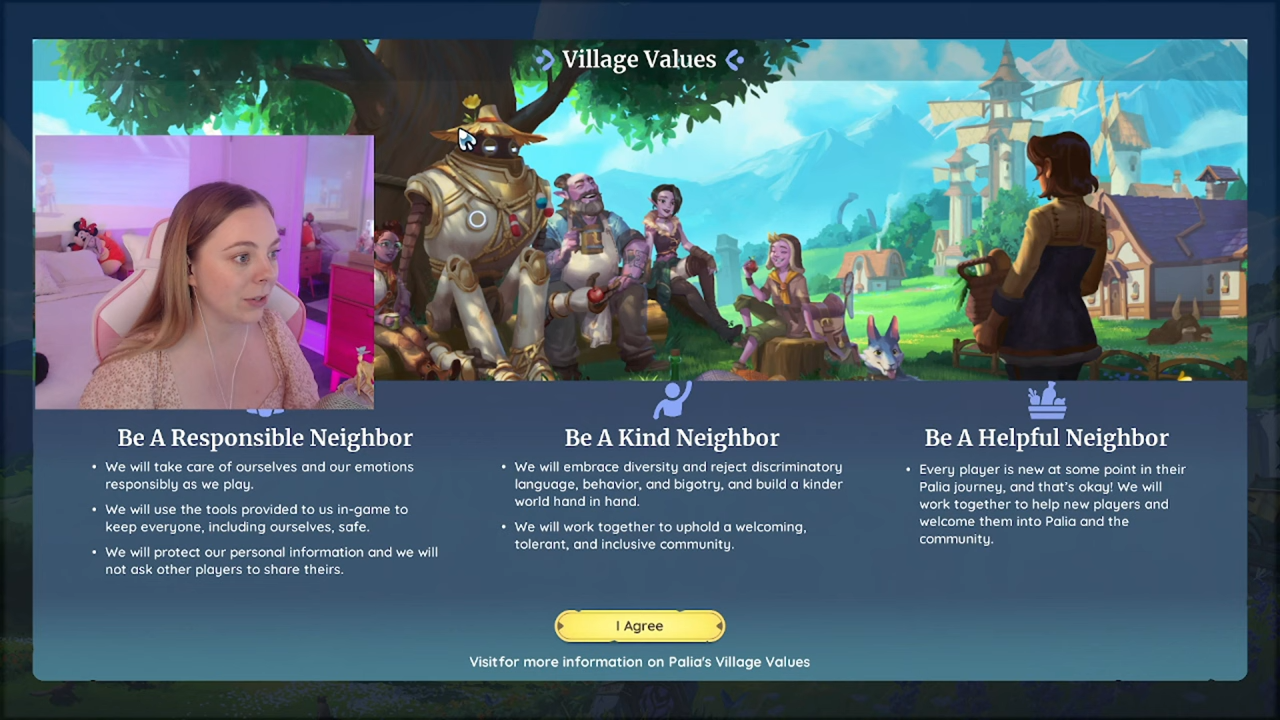 Village Values
Be A Responsible Neighbor
• We will take care of ourselves and our emotions
responsibly as we play.
• We will use the tools provided to us in-game to
keep everyone, including ourselves, safe.
• We will protect our personal information and we will
not ask other players to share theirs.
Be A Kind Neighbor
• We will embrace diversity and reject discriminatory
language, behavior, and bigotry, and build a kinder
world hand in hand.
• We will work together to uphold a welcoming,
tolerant, and inclusive community.
Be A Helpful Neighbor
• Every player is new at some point in their
Palia journey, and that's okay! We will
work together to help new players and
welcome them into Palia and the
community.
I Agree
Visitfor more information on Palia's Village Values